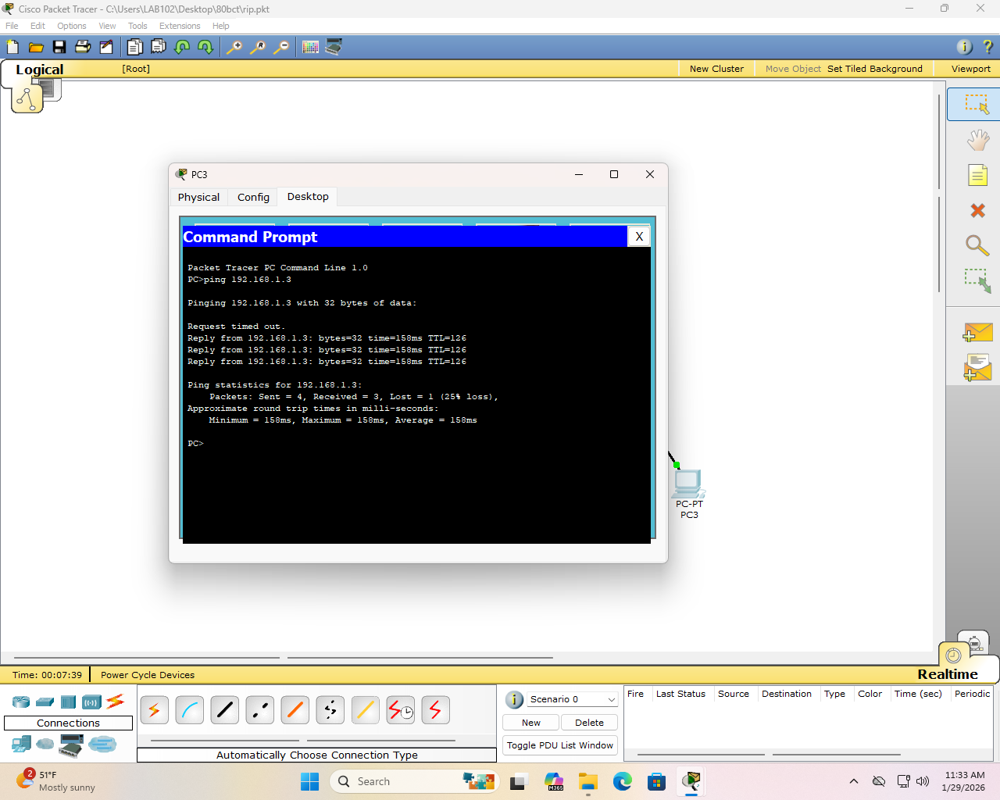 Cisco Packet Tracer - C:\Users\LAB102\Desktop\80bct\rip.pkt
File Edit Options View Tools Extensions Help
Logical [Root] New Cluster Move Object Set Tiled Background Viewport
PC3
Physical Config Desktop
Command Prompt X
Packet Tracer PC Command Line 1.0
PC>ping 192.168.1.3
Pinging 192.168.1.3 with 32 bytes of data:
Request timed out.
Reply from 192.168.1.3: bytes=32 time=158ms TTL=126
Reply from 192.168.1.3: bytes=32 time=158ms TTL=126
Reply from 192.168.1.3: bytes=32 time=158ms TTL=126
Ping statistics for 192.168.1.3:
Packets: Sent = 4, Received = 3, Lost = 1 (25% loss),
Approximate round trip times in milli-seconds:
Minimum = 158ms, Maximum = 158ms, Average = 158ms
PC>
PC-PT
PC3
Time: 00:07:39 Power Cycle Devices Realtime
Connections
Automatically Choose Connection Type
Scenario 0
New Delete
Toggle PDU List Window
Fire Last Status Source Destination Type Color Time (sec) Periodic
2
51°F
Mostly sunny
Search
M365
11:33 AM
1/29/2026